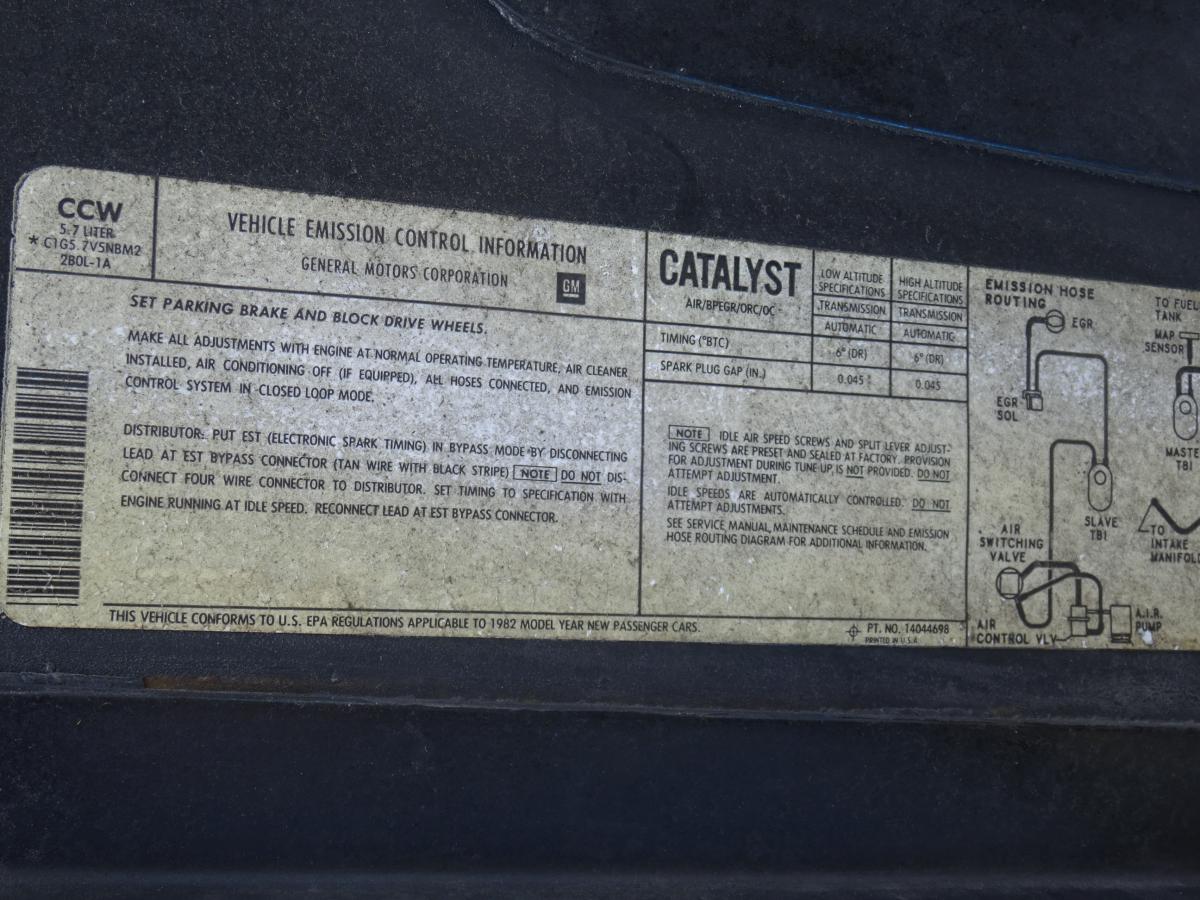 CCW
5.7 LITER
* C1G5.7V5NBM2
2B0L-1A
VEHICLE EMISSION CONTROL INFORMATION
GENERAL MOTORS CORPORATION
GM
SET PARKING BRAKE AND BLOCK DRIVE WHEELS.
MAKE ALL ADJUSTMENTS WITH ENGINE AT NORMAL OPERATING TEMPERATURE, AIR CLEANER
INSTALLED, AIR CONDITIONING OFF (IF EQUIPPED), ALL HOSES CONNECTED, AND EMISSION
CONTROL SYSTEM IN CLOSED LOOP MODE.
DISTRIBUTOR: PUT EST (ELECTRONIC SPARK TIMING) IN BYPASS MODE BY DISCONNECTING
LEAD AT EST BYPASS CONNECTOR (TAN WIRE WITH BLACK STRIPE) NOTE DO NOT DIS-
CONNECT FOUR WIRE CONNECTOR TO DISTRIBUTOR. SET TIMING TO SPECIFICATION WITH
ENGINE RUNNING AT IDLE SPEED. RECONNECT LEAD AT EST BYPASS CONNECTOR.
THIS VEHICLE CONFORMS TO U.S. EPA REGULATIONS APPLICABLE TO 1982 MODEL YEAR NEW PASSENGER CARS.
CATALYST
AIR/BPEGR/ORC/OC
LOW ALTITUDE
SPECIFICATIONS
HIGH ALTITUDE
SPECIFICATIONS
TRANSMISSION
TRANSMISSION
AUTOMATIC
AUTOMATIC
TIMING (°BTC)
6° (DR)
6° (DR)
SPARK PLUG GAP (IN.)
0.045
0.045
NOTE IDLE AIR SPEED SCREWS AND SPLIT LEVER ADJUST-
ING SCREWS ARE PRESET AND SEALED AT FACTORY. PROVISION
FOR ADJUSTMENT DURING TUNE UP, IS NOT PROVIDED. DO NOT
ATTEMPT ADJUSTMENT.
IDLE SPEEDS ARE AUTOMATICALLY CONTROLLED. DO NOT
ATTEMPT ADJUSTMENTS.
SEE SERVICE MANUAL, MAINTENANCE SCHEDULE AND EMISSION
HOSE ROUTING DIAGRAM FOR ADDITIONAL INFORMATION.
PT. NO. 14044698
PRINTED IN U.S.A.
EMISSION HOSE
ROUTING
EGR
EGR
SOL
TO FUEL
TANK
MAP
SENSOR
MASTE
TBI
SLAVE
TBI
TO
INTAKE
MANIFOL
AIR
SWITCHING
VALVE
AIR
CONTROL VLV
A.I.R.
PUMP